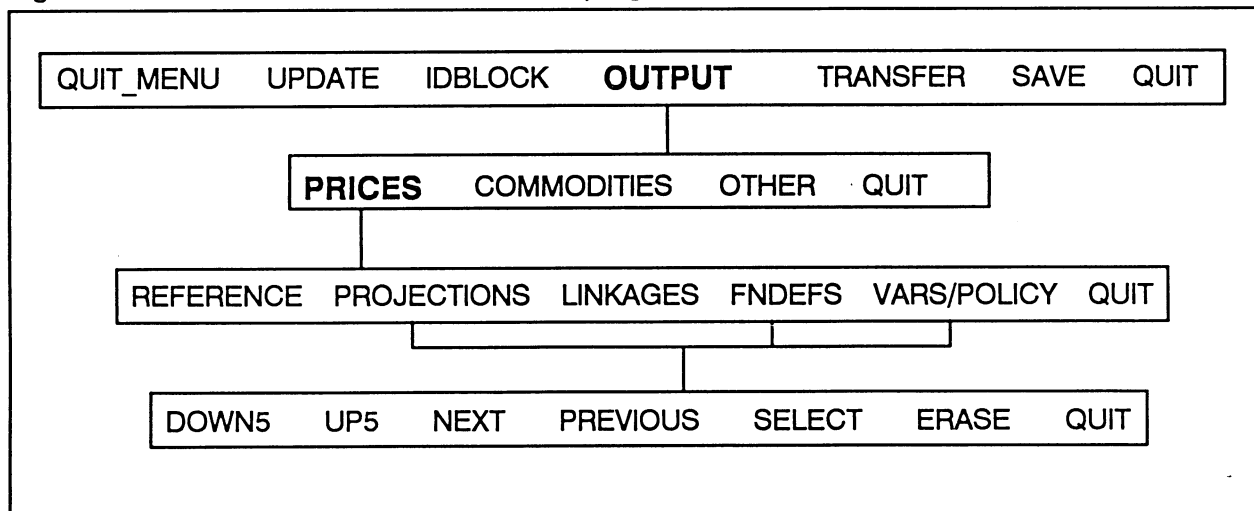 QUIT_MENU UPDATE IDBLOCK OUTPUT TRANSFER SAVE QUIT
PRICES COMMODITIES OTHER QUIT
REFERENCE PROJECTIONS LINKAGES FNDEFS VARS/POLICY QUIT
DOWN5 UP5 NEXT PREVIOUS SELECT ERASE QUIT